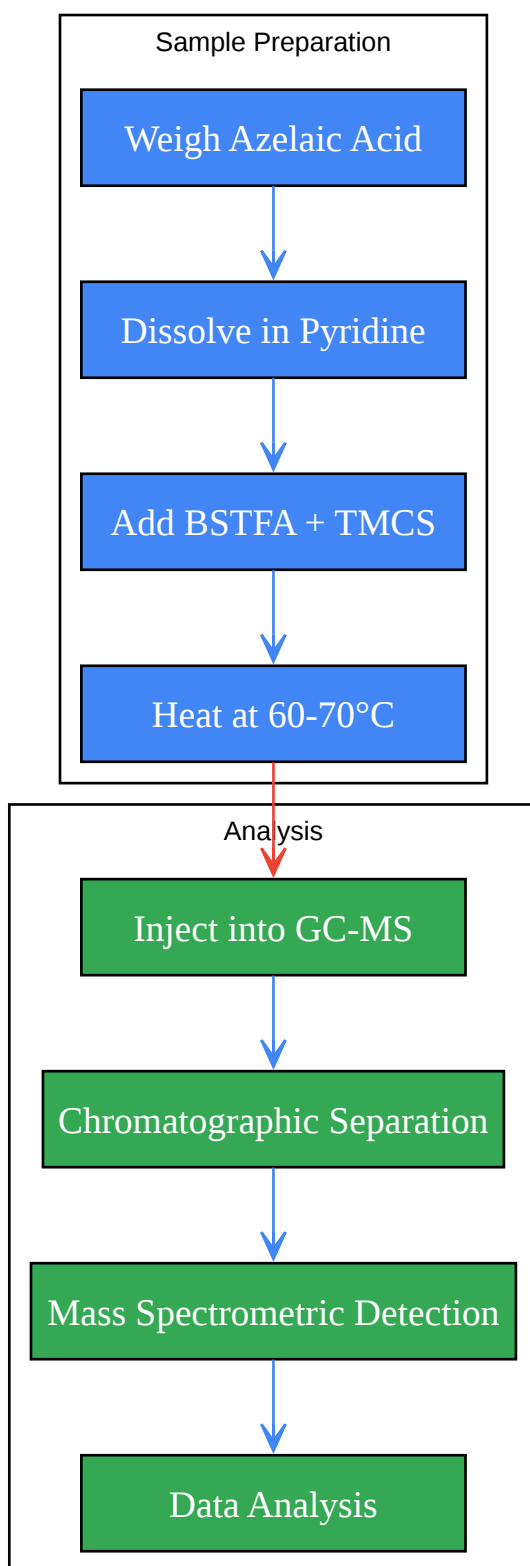 Sample Preparation
Weigh Azelaic Acid
Dissolve in Pyridine
Add BSTFA + TMCS
Heat at 60-70°C
Analysis
Inject into GC-MS
Chromatographic Separation
Mass Spectrometric Detection
Data Analysis